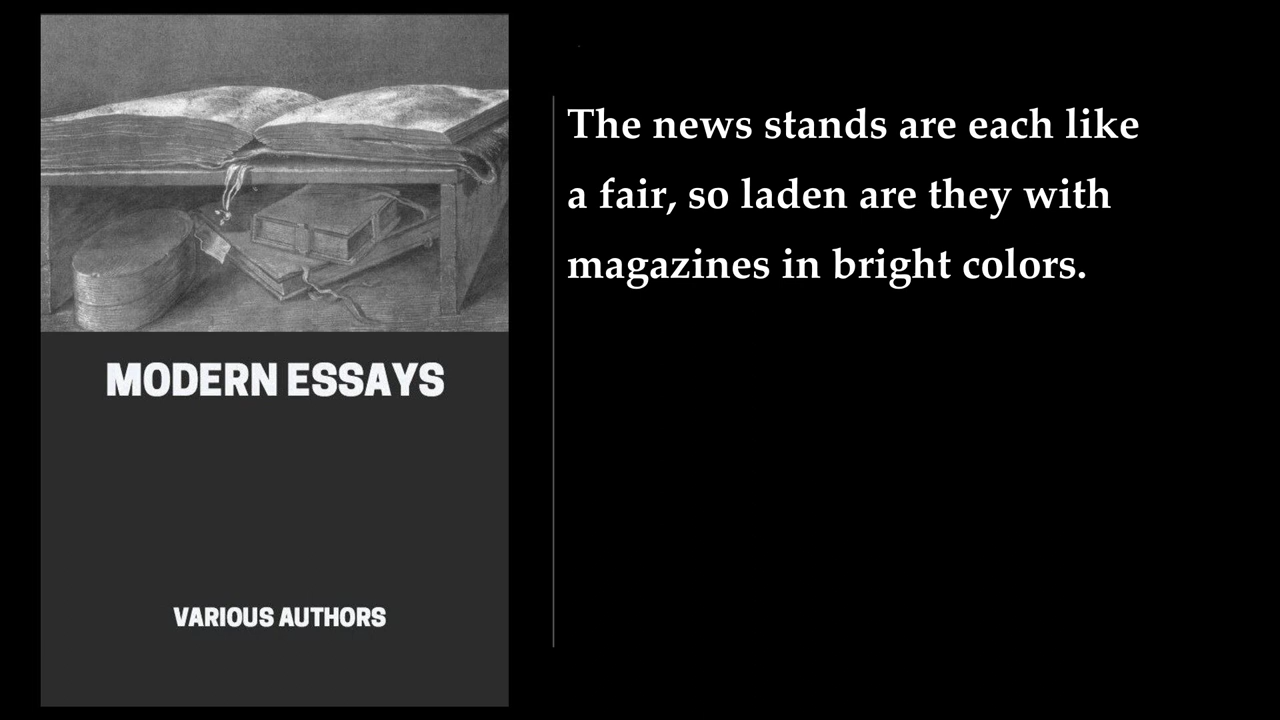 MODERN ESSAYS
VARIOUS AUTHORS
The news stands are each like
a fair, so laden are they with
magazines in bright colors.